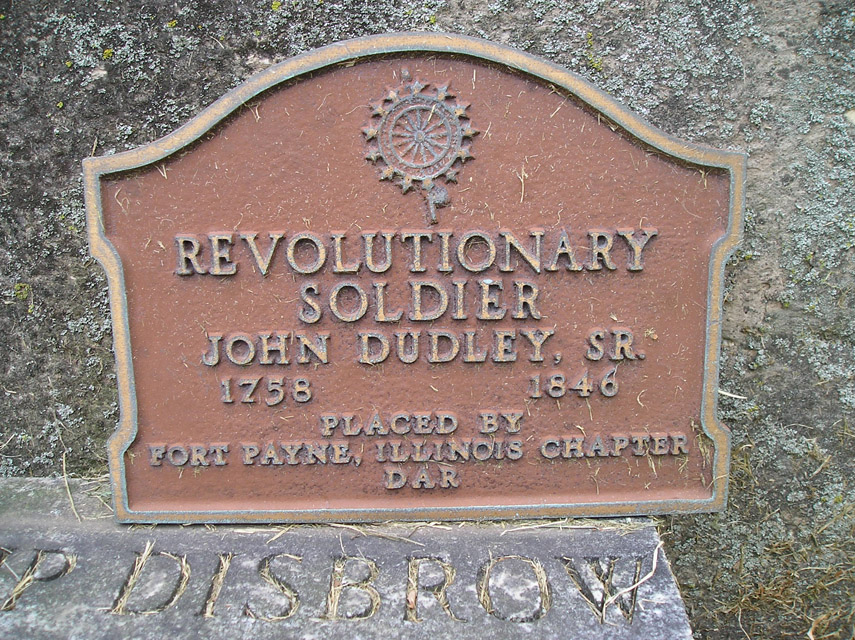 REVOLUTIONARY
SOLDIER
JOHN DUDLEY, SR.
1758 1846
PLACED BY
FORT PAYNE, ILLINOIS CHAPTER
DAR
DISBROW